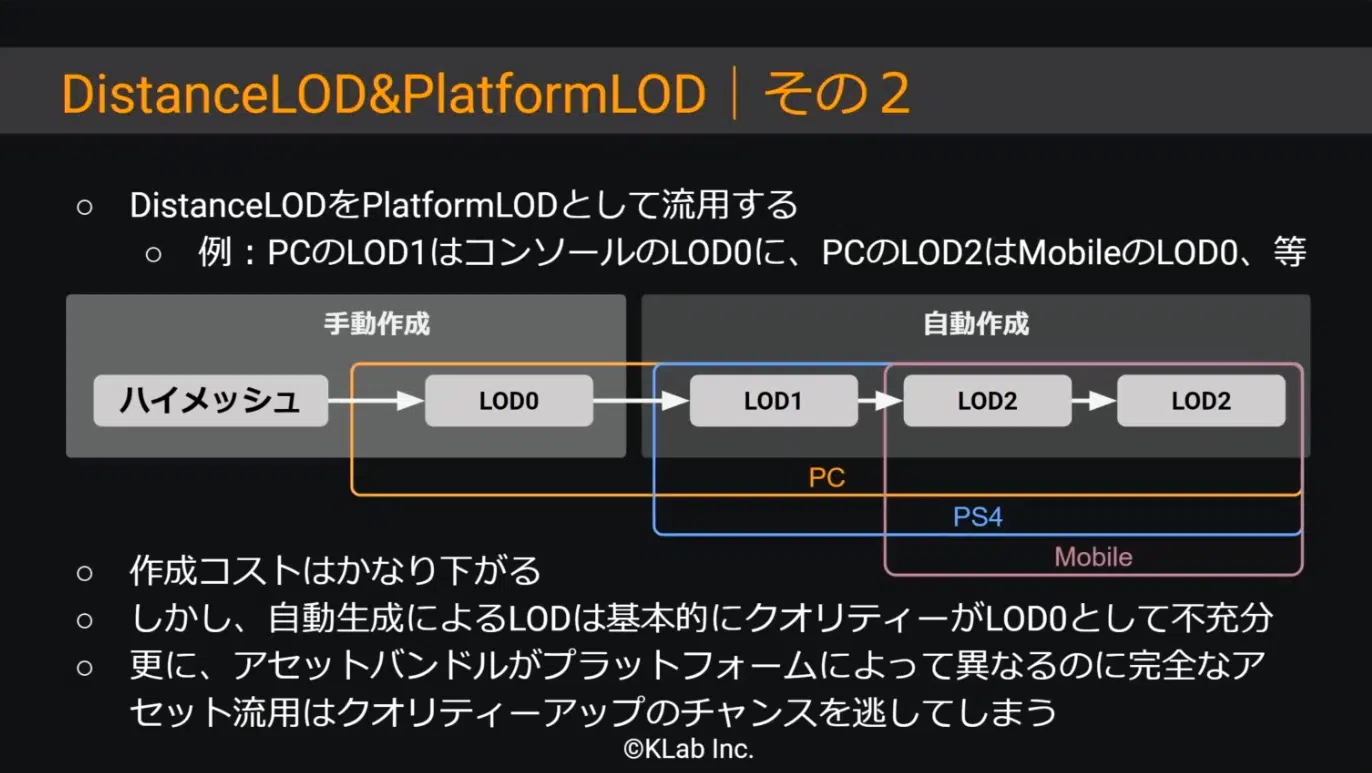 DistanceLOD&PlatformLOD｜その２
○ DistanceLODをPlatformLODとして流用する
○ 例：PCのLOD1はコンソールのLOD0に、PCのLOD2はMobileのLOD0、等
手動作成
自動作成
ハイメッシュ
LOD0
LOD1
LOD2
LOD2
PC
PS4
Mobile
○ 作成コストはかなり下がる
○ しかし、自動生成によるLODは基本的にクオリティーがLOD0として不充分
○ 更に、アセットバンドルがプラットフォームによって異なるのに完全なア
セット流用はクオリティーアップのチャンスを逃してしまう
©KLab Inc.